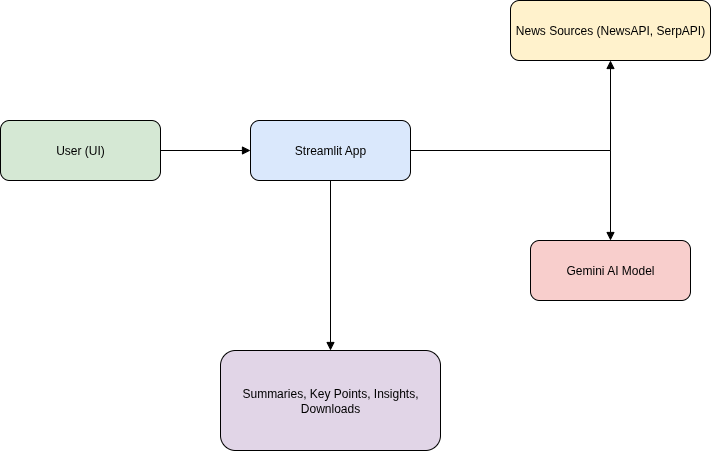 News Sources (NewsAPI, SerpAPI)
User (UI)
Streamlit App
Gemini AI Model
Summaries, Key Points, Insights,
Downloads